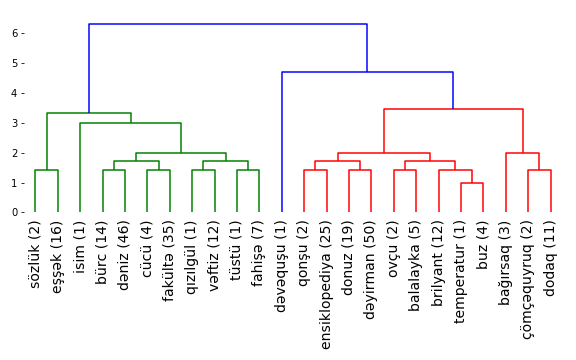 6
5
4
3
2
1
0
sözlük (2)
eşşək (16)
isim (1)
bürc (14)
dəniz (46)
cücü (4)
fakültə (35)
qızılgül (1)
vəftiz (12)
tüstü (1)
fahişə (7)
dəvəquşu (1)
qonşu (2)
ensiklopediya (25)
donuz (19)
dəyirman (50)
ovçu (2)
balalayka (5)
brilyant (12)
temperatur (1)
buz (4)
bağırsaq (3)
çömçəquyruq (2)
dodaq (11)